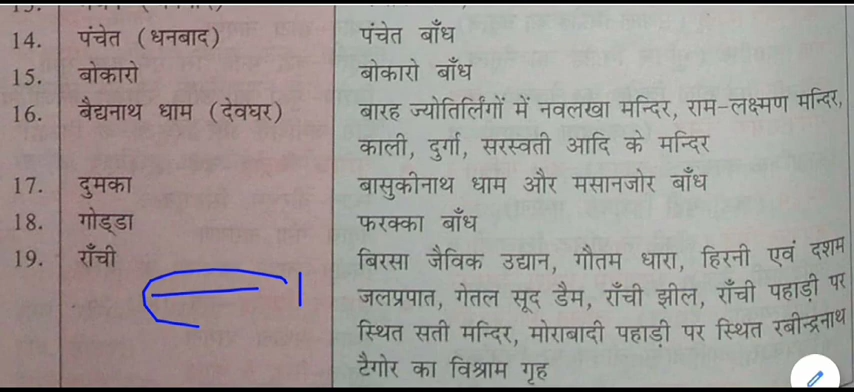 14. पंचेत (धनबाद) पंचेत बाँध
15. बोकारो बोकारो बाँध
16. बैद्यनाथ धाम (देवघर) बारह ज्योतिर्लिंगों में नवलखा मन्दिर, राम-लक्ष्मण मन्दिर,
काली, दुर्गा, सरस्वती आदि के मन्दिर
17. दुमका बासुकीनाथ धाम और मसानजोर बाँध
18. गोड्डा फरक्का बाँध
19. राँची बिरसा जैविक उद्यान, गौतम धारा, हिरनी एवं दशम
जलप्रपात, गेतल सूद डैम, राँची झील, राँची पहाड़ी पर
स्थित सती मन्दिर, मोराबादी पहाड़ी पर स्थित रबीन्द्रनाथ
टैगोर का विश्राम गृह